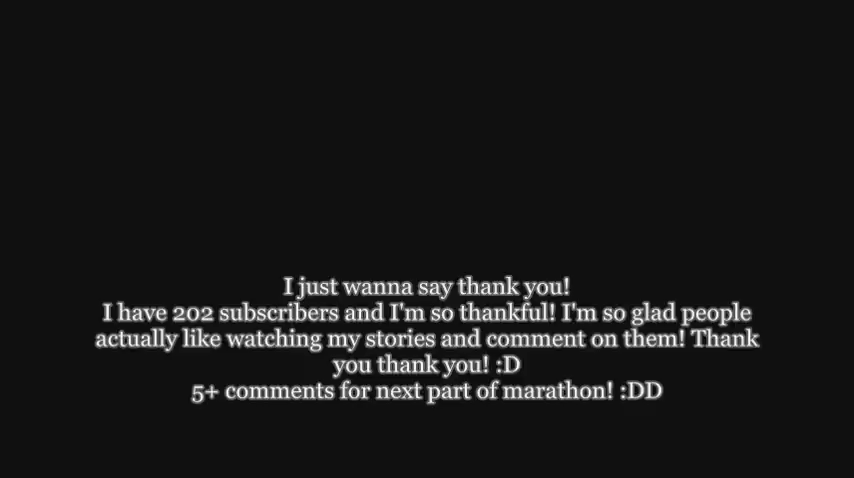 I just wanna say thank you!
I have 202 subscribers and I'm so thankful! I'm so glad people
actually like watching my stories and comment on them! Thank
you thank you! :D
5+ comments for next part of marathon! :DD